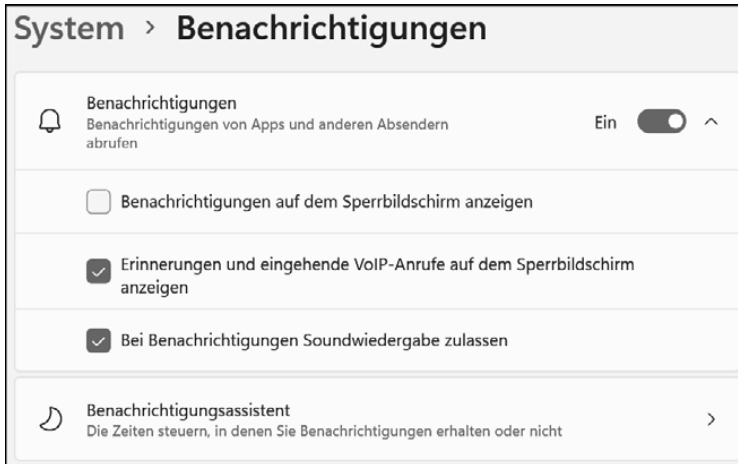 System > Benachrichtigungen
Benachrichtigungen
Benachrichtigungen von Apps und anderen Absendern
abrufen
Ein
Benachrichtigungen auf dem Sperrbildschirm anzeigen
Erinnerungen und eingehende VoIP-Anrufe auf dem Sperrbildschirm
anzeigen
Bei Benachrichtigungen Soundwiedergabe zulassen
Benachrichtigungsassistent
Die Zeiten steuern, in denen Sie Benachrichtigungen erhalten oder nicht